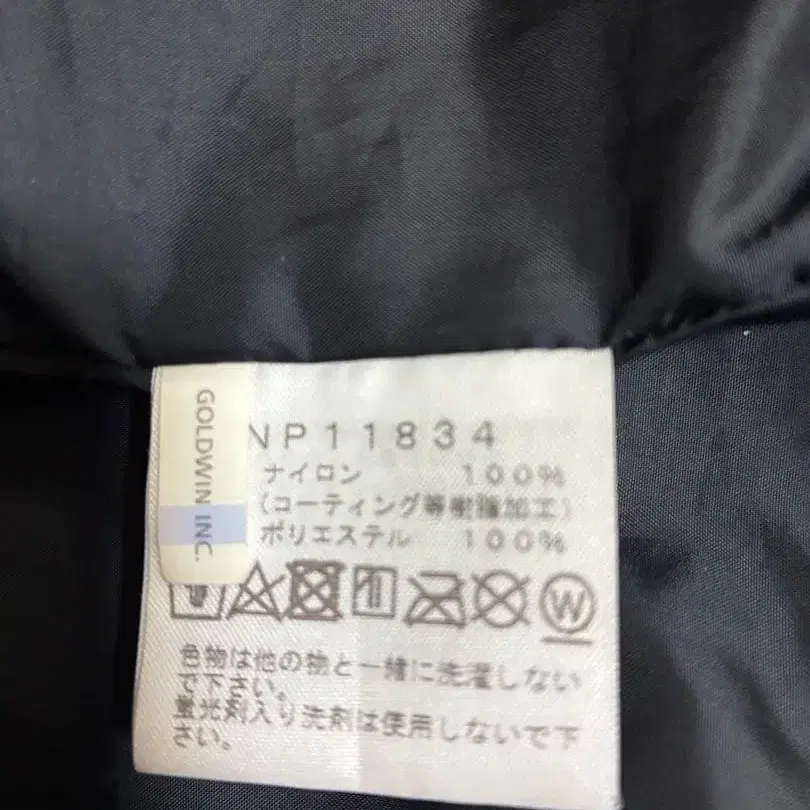 GOLDWIN INC.
NP11834
ナイロン 100%
(コーティング等樹脂加工)
ポリエステル 100%
W
色物は他の物と一緒に洗濯しない
で下さい。
蛍光剤入り洗剤は使用しないで下
さい。